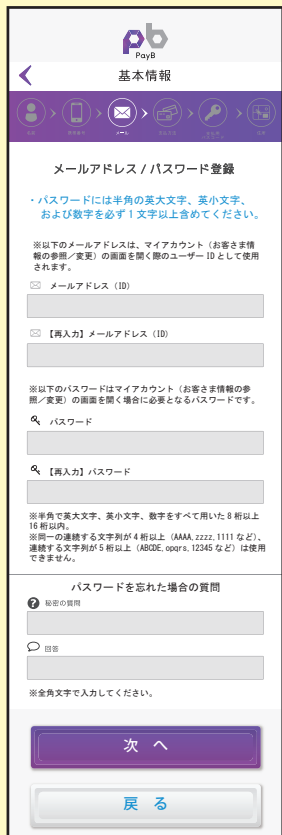 pb
PayB
基本情報
メール
メールアドレス / パスワード登録
・パスワードには半角の英大文字、英小文字、
および数字を必ず１文字以上含めてください。
※以下のメールアドレスは、マイアカウント（お客さま情
報の参照／変更）の画面を開く際のユーザー ID として使用
されます。
メールアドレス（ID）
【再入力】メールアドレス（ID）
※以下のパスワードはマイアカウント（お客さま情報の参
照／変更）の画面を開く場合に必要となるパスワードです。
パスワード
【再入力】パスワード
※半角で英大文字、英小文字、数字をすべて用いた 8 桁以上
16 桁以内。
※同一の連続する文字列が 4 桁以上（AAAA, zzzz, 1111 など）、
連続する文字列が 5 桁以上（ABCDE, opqrs, 12345 など）は使用
できません。
パスワードを忘れた場合の質問
秘密の質問
回答
※全角文字で入力してください。
次 へ
戻 る